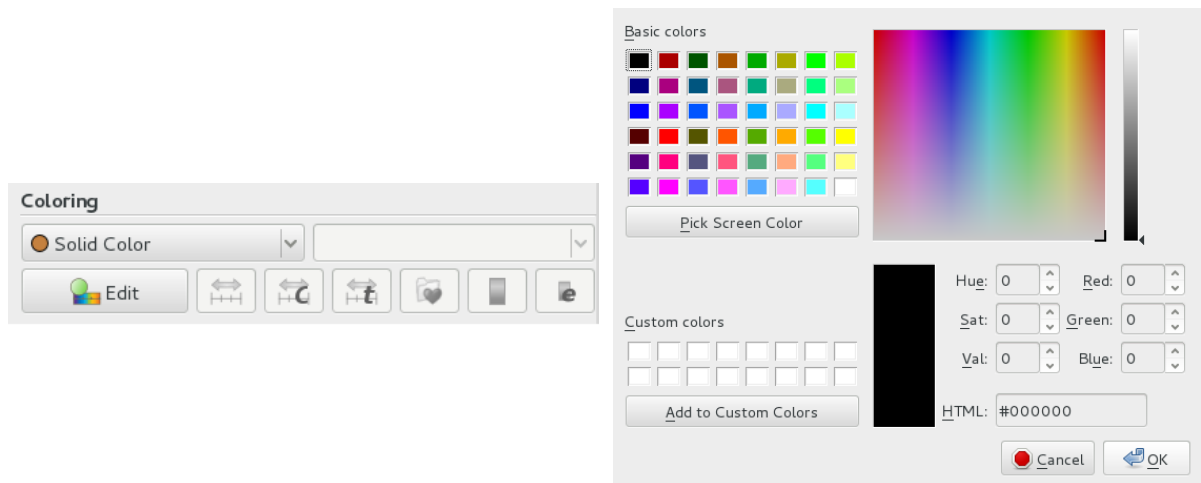 Coloring
Solid Color
Edit
C
t
e
Basic colors
Pick Screen Color
Custom colors
Add to Custom Colors
Hue: 0 Red: 0
Sat: 0 Green: 0
Val: 0 Blue: 0
HTML: #000000
Cancel OK